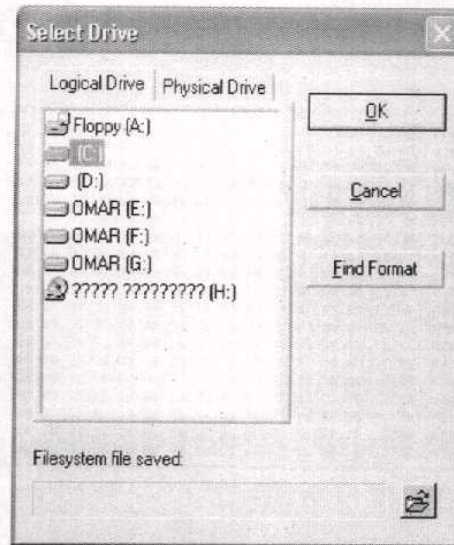 Select Drive
Logical Drive
Physical Drive
Floppy (A:)
(C:)
(D:)
OMAR (E:)
OMAR (F:)
OMAR (G:)
????? ????????? (H:)
OK
Cancel
Find Format
Filesystem file saved: